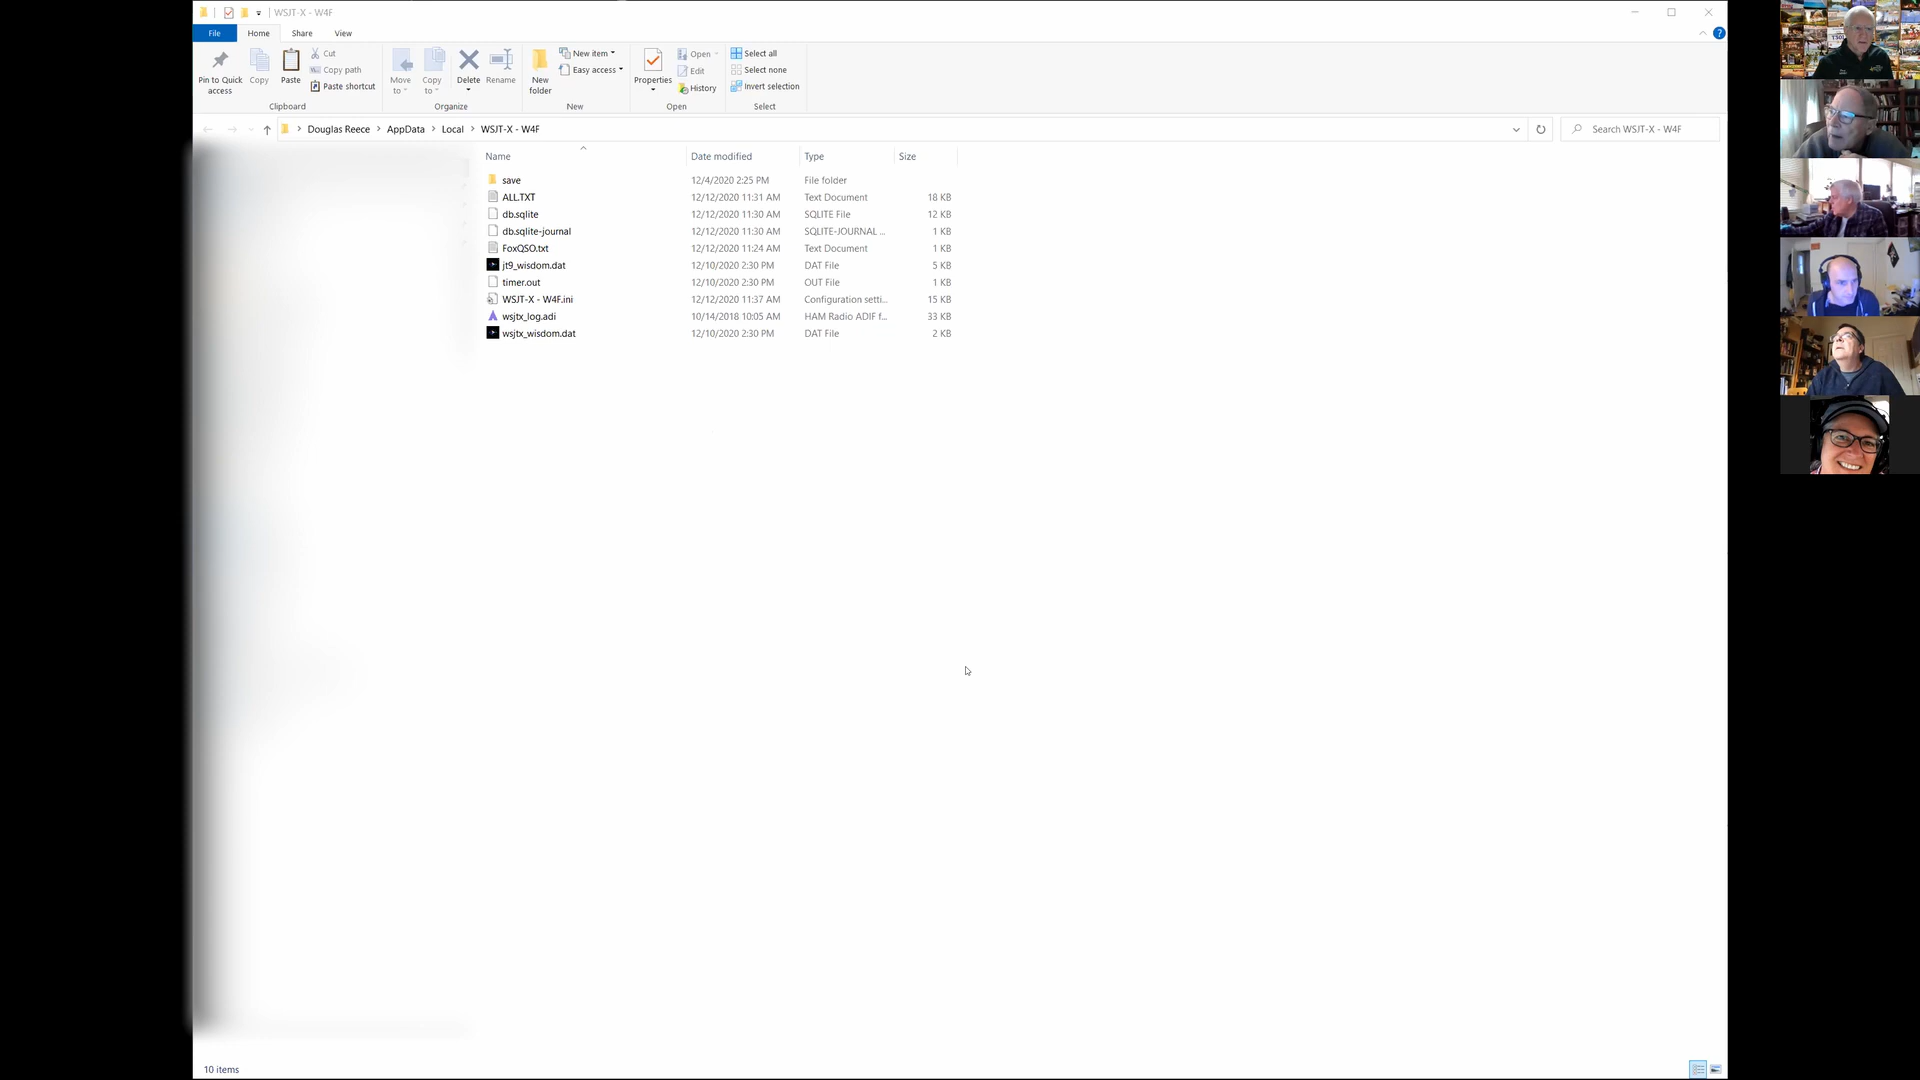 WSJT-X - W4F
File Home Share View
Pin to Quick access
Copy
Paste
Cut
Copy path
Paste shortcut
Clipboard
Move to
Copy to
Delete
Rename
Organize
New folder
New item
Easy access
New
Properties
Open
Edit
History
Open
Select all
Select none
Invert selection
Select
Douglas Reece > AppData > Local > WSJT-X - W4F
Search WSJT-X - W4F
Name Date modified Type Size
save 12/4/2020 2:25 PM File folder
ALL.TXT 12/12/2020 11:31 AM Text Document 18 KB
db.sqlite 12/12/2020 11:30 AM SQLITE File 12 KB
db.sqlite-journal 12/12/2020 11:30 AM SQLITE-JOURNAL ... 1 KB
FoxQSO.txt 12/12/2020 11:24 AM Text Document 1 KB
jt9_wisdom.dat 12/10/2020 2:30 PM DAT File 5 KB
timer.out 12/10/2020 2:30 PM OUT File 1 KB
WSJT-X - W4F.ini 12/12/2020 11:37 AM Configuration setti... 15 KB
wsjtx_log.adi 10/14/2018 10:05 AM HAM Radio ADIF f... 33 KB
wsjtx_wisdom.dat 12/10/2020 2:30 PM DAT File 2 KB
10 items